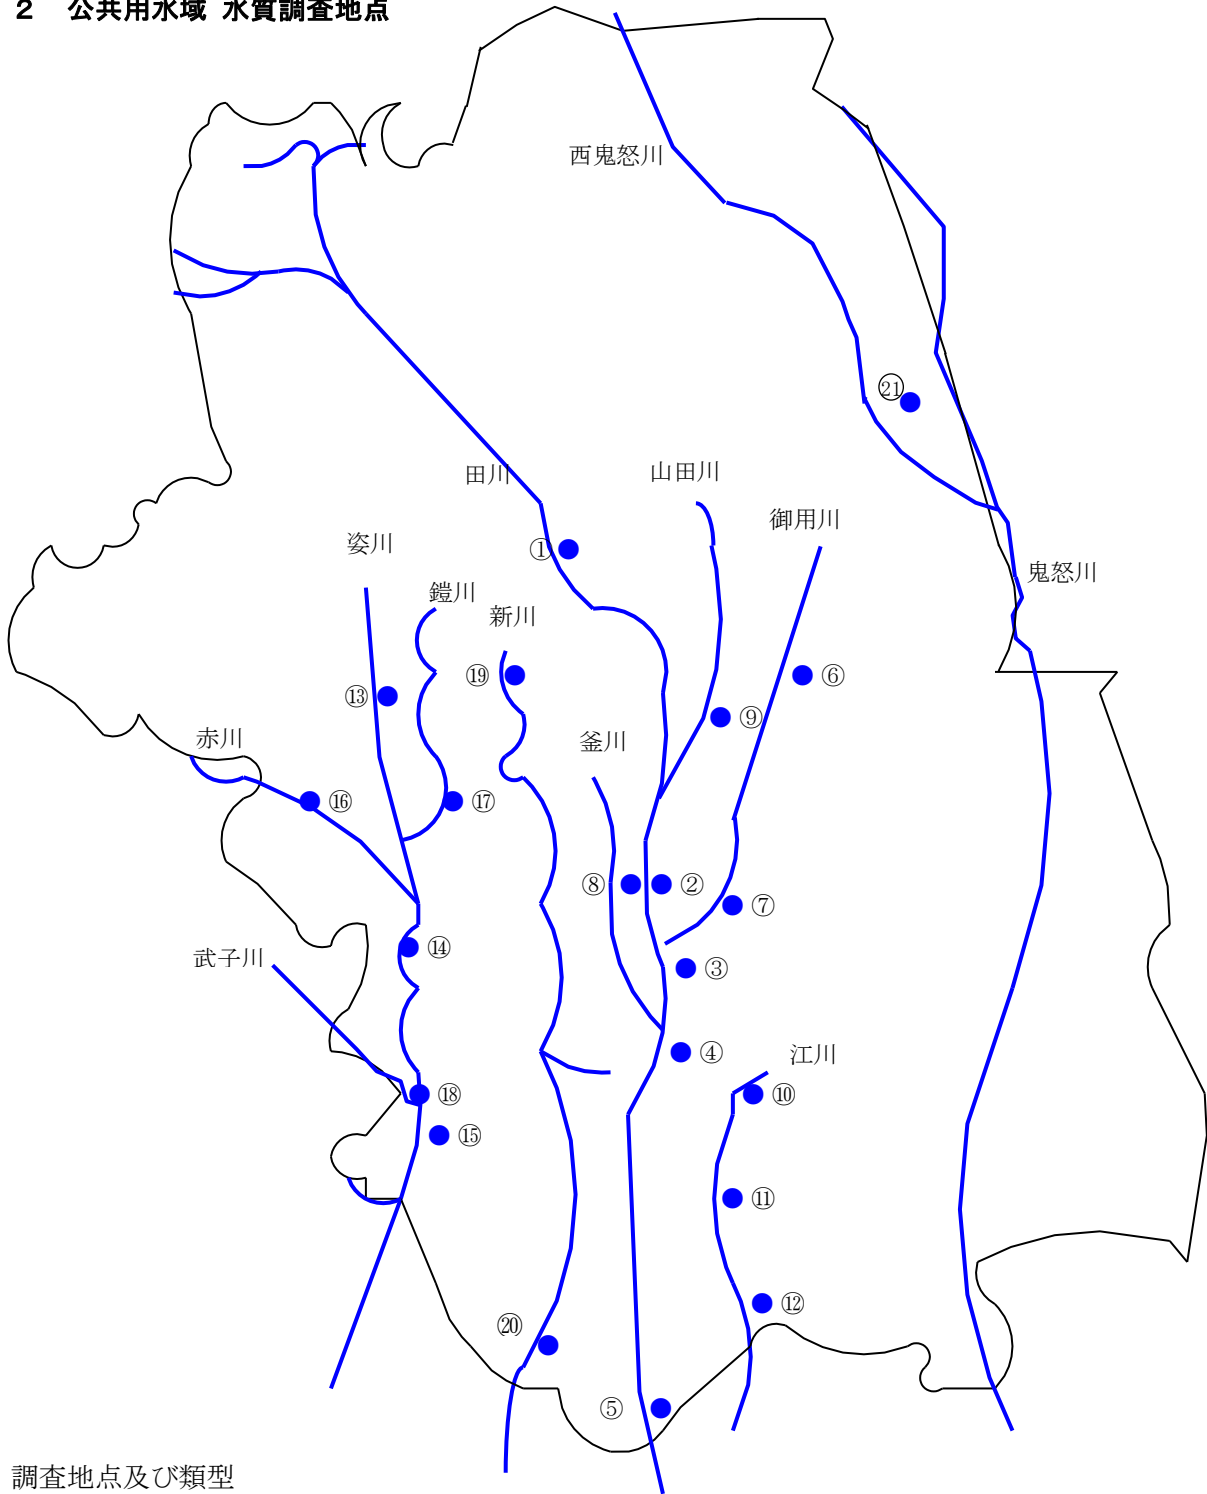 2 公共用水域 水質調査地点
西鬼怒川
㉑
田川
山田川
御用川
姿川
①
鬼怒川
鎧川
新川
⑲
⑥
⑬
⑨
赤川
釜川
⑯
⑰
⑧
②
⑦
⑭
武子川
③
④
江川
⑱
⑩
⑮
⑪
⑫
⑳
⑤
調査地点及び類型